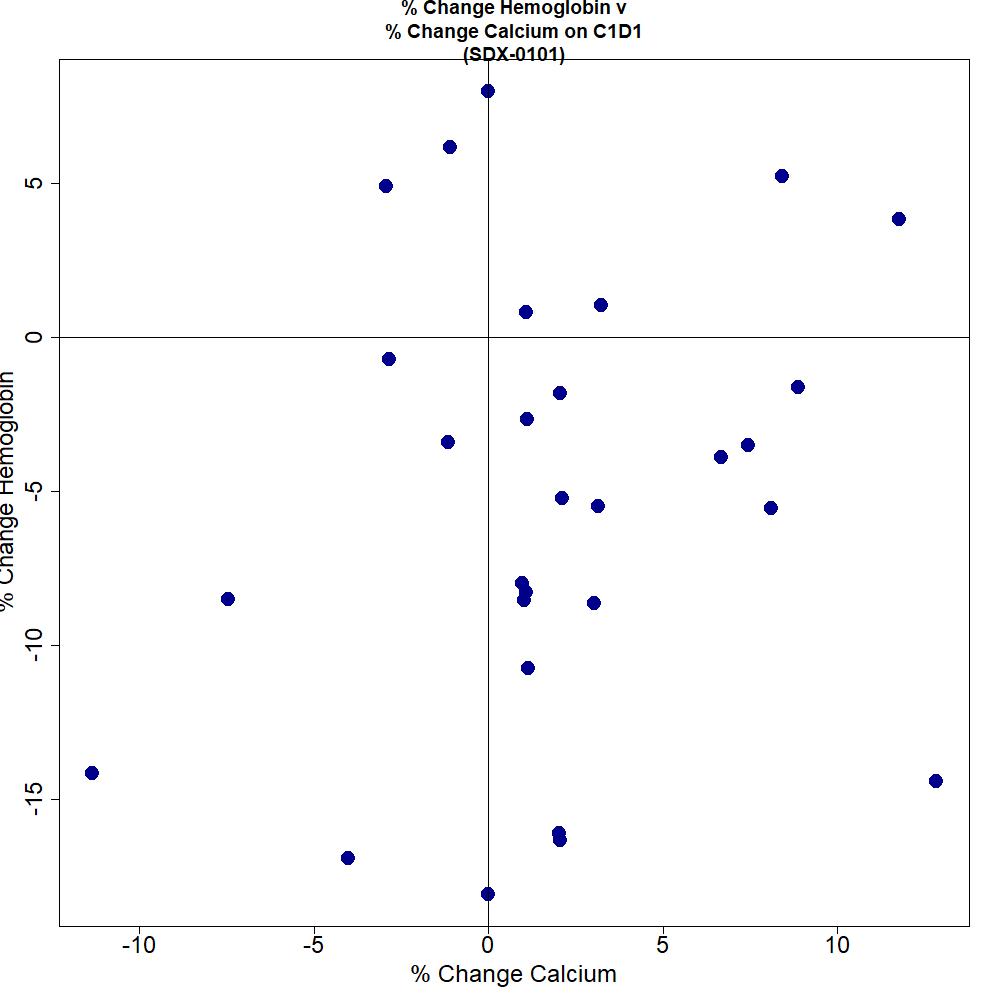 % Change Hemoglobin v
% Change Calcium on C1D1
(SDX-0101)
% Change Hemoglobin
5
0
-5
-10
-15
-10
-5
0
5
10
% Change Calcium